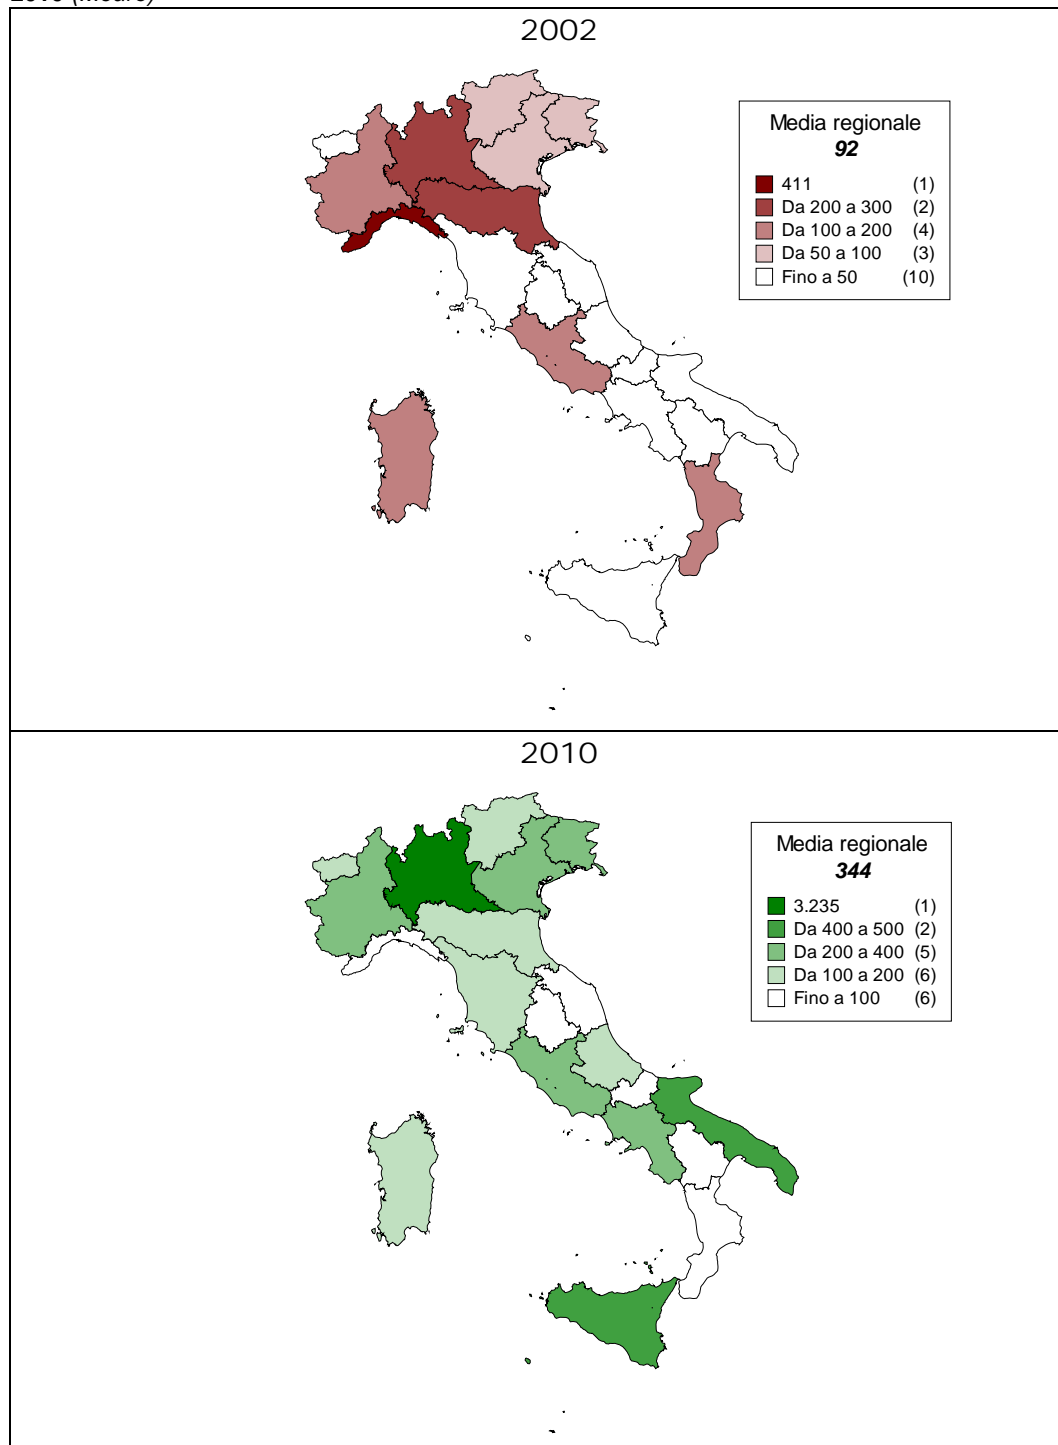 2002
Media regionale
92
411 (1)
Da 200 a 300 (2)
Da 100 a 200 (4)
Da 50 a 100 (3)
Fino a 50 (10)
2010
Media regionale
344
3.235 (1)
Da 400 a 500 (2)
Da 200 a 400 (5)
Da 100 a 200 (6)
Fino a 100 (6)